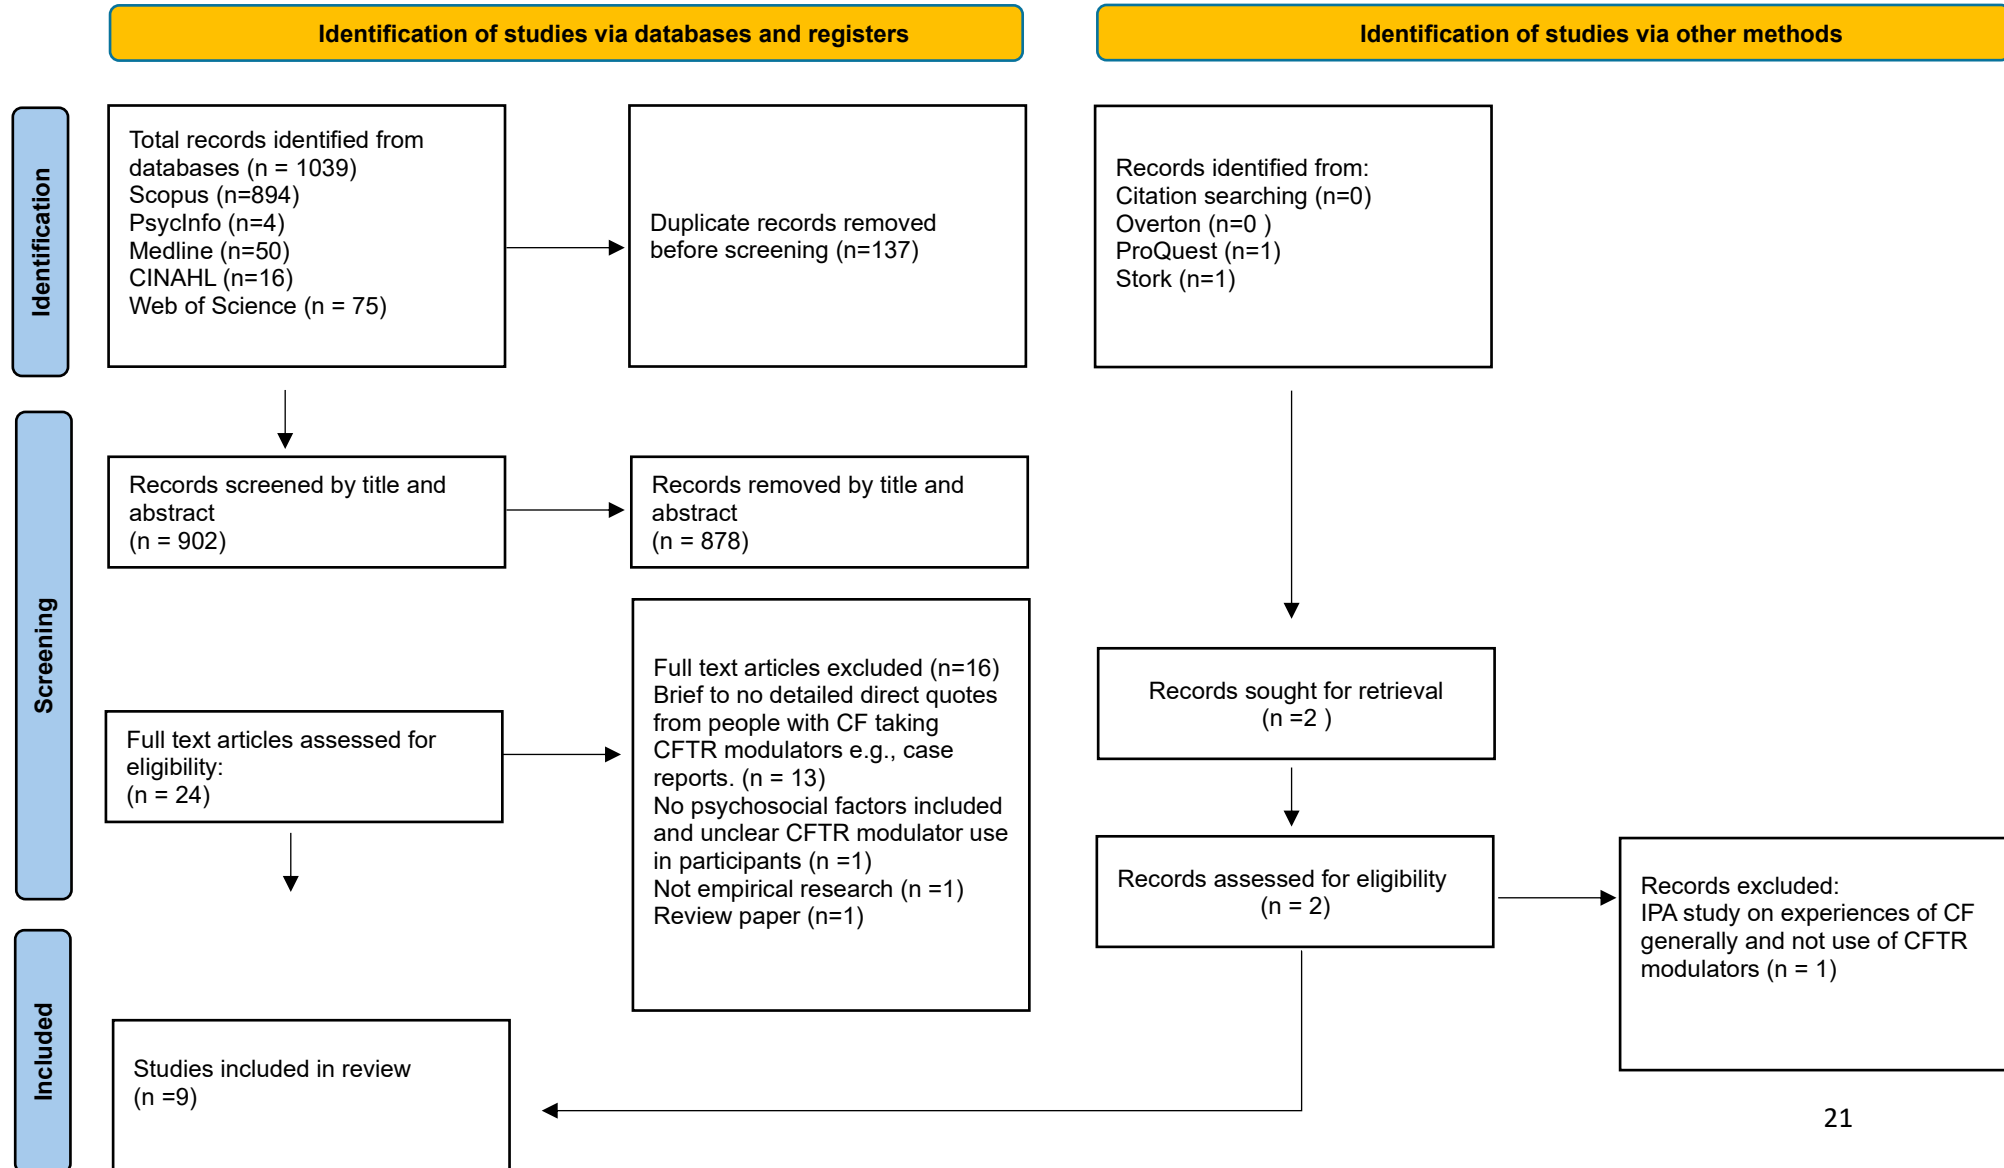 Identification of studies via databases and registers
Identification of studies via other methods
Identification
Total records identified from
databases (n = 1039)
Scopus (n=894)
PsycInfo (n=4)
Medline (n=50)
CINAHL (n=16)
Web of Science (n = 75)
Duplicate records removed
before screening (n=137)
Records identified from:
Citation searching (n=0)
Overton (n=0 )
ProQuest (n=1)
Stork (n=1)
Screening
Records screened by title and
abstract
(n = 902)
Records removed by title and
abstract
(n = 878)
Full text articles assessed for
eligibility:
(n = 24)
Full text articles excluded (n=16)
Brief to no detailed direct quotes
from people with CF taking
CFTR modulators e.g., case
reports. (n = 13)
No psychosocial factors included
and unclear CFTR modulator use
in participants (n =1)
Not empirical research (n =1)
Review paper (n=1)
Records sought for retrieval
(n =2 )
Records assessed for eligibility
(n = 2)
Records excluded:
IPA study on experiences of CF
generally and not use of CFTR
modulators (n = 1)
Included
Studies included in review
(n =9)
21